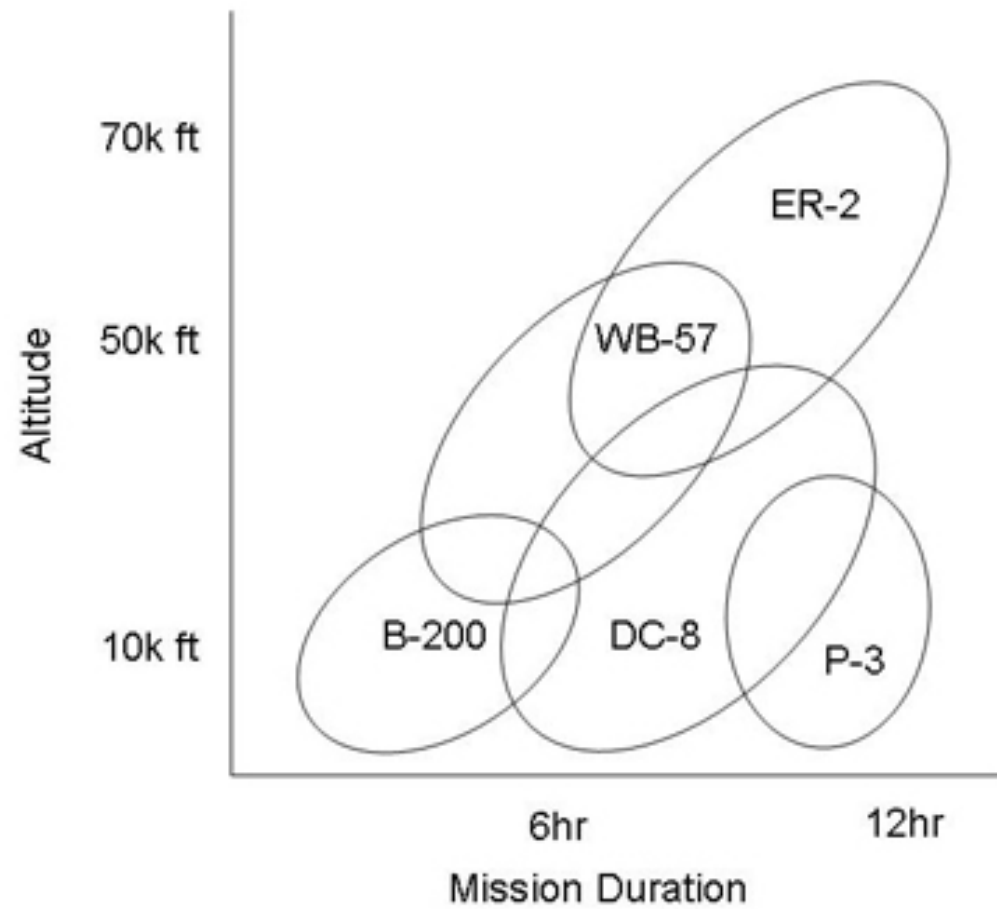 70k ft
ER-2
50k ft
WB-57
Altitude
10k ft
B-200
DC-8
P-3
6hr
12hr
Mission Duration